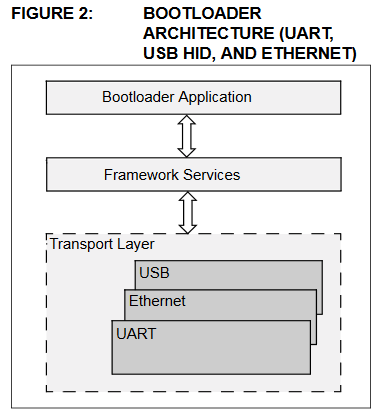 FIGURE 2: BOOTLOADER
ARCHITECTURE (UART,
USB HID, AND ETHERNET)
Bootloader Application
Framework Services
Transport Layer
USB
Ethernet
UART